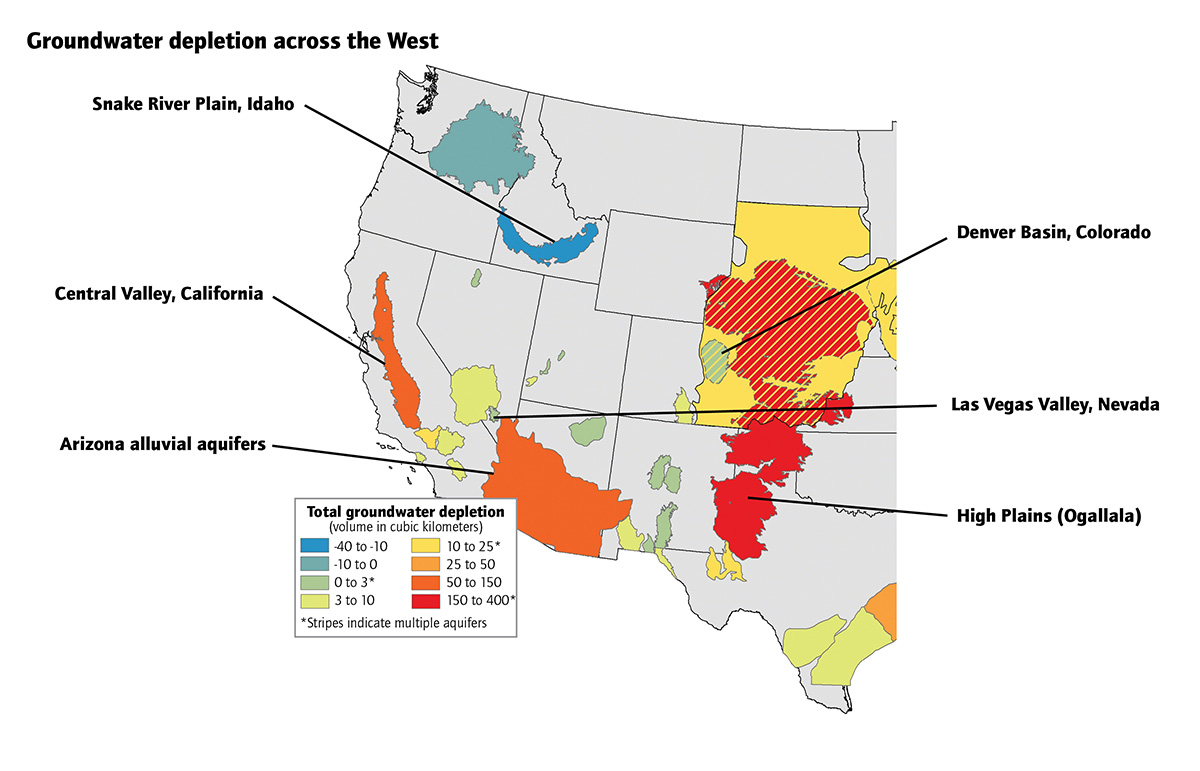 Groundwater depletion across the West
Snake River Plain, Idaho
Denver Basin, Colorado
Central Valley, California
Las Vegas Valley, Nevada
Arizona alluvial aquifers
High Plains (Ogallala)
Total groundwater depletion
(volume in cubic kilometers)
-40 to -10
-10 to 0
0 to 3*
3 to 10
10 to 25*
25 to 50
50 to 150
150 to 400*
*Stripes indicate multiple aquifers